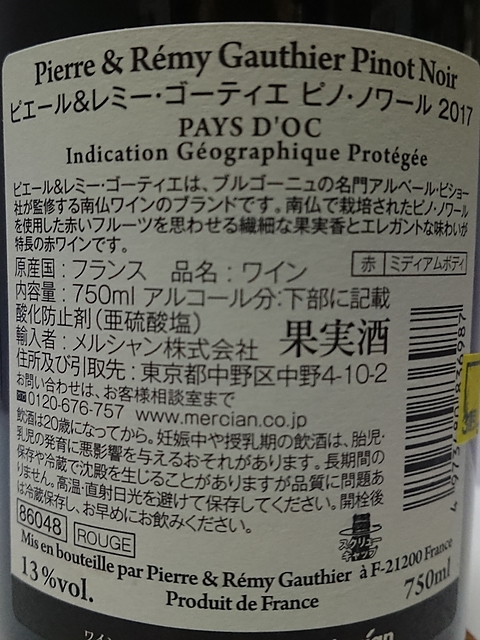 Pierre & Rémy Gauthier Pinot Noir
ピエール&レミー・ゴーティエ ピノ・ノワール 2017
PAYS D'OC
Indication Géographique Protégée
ピエール&レミー・ゴーティエは、ブルゴーニュの名門アルベール・ビショー
社が監修する南仏ワインのブランドです。南仏で栽培されたピノ・ノワール
を使用した赤いフルーツを思わせる繊細な果実香とエレガントな味わいが
特長の赤ワインです。
原産国:フランス 品名:ワイン
赤 ミディアムボディ
内容量:750ml アルコール分:下部に記載
酸化防止剤(亜硫酸塩)
果実酒
輸入者:メルシャン株式会社
住所及び引取先:東京都中野区中野4-10-2
お問い合わせは、お客様相談室まで
0120-676-757 www.mercian.co.jp
飲酒は20歳になってから。妊娠中や授乳期の飲酒は、胎児・
乳児の発育に悪影響を与えるおそれがあります。長期間の
保存や冷蔵で沈殿を生じることがありますが品質に問題あ
りません。高温・直射日光を避けて保存してください。開栓後
は冷蔵保存し、お早めにお飲みください。
86048 ROUGE
スクリュー
キャップ
Mis en bouteille par Pierre & Rémy Gauthier à F-21200 France
13%vol.
Produit de France
750ml